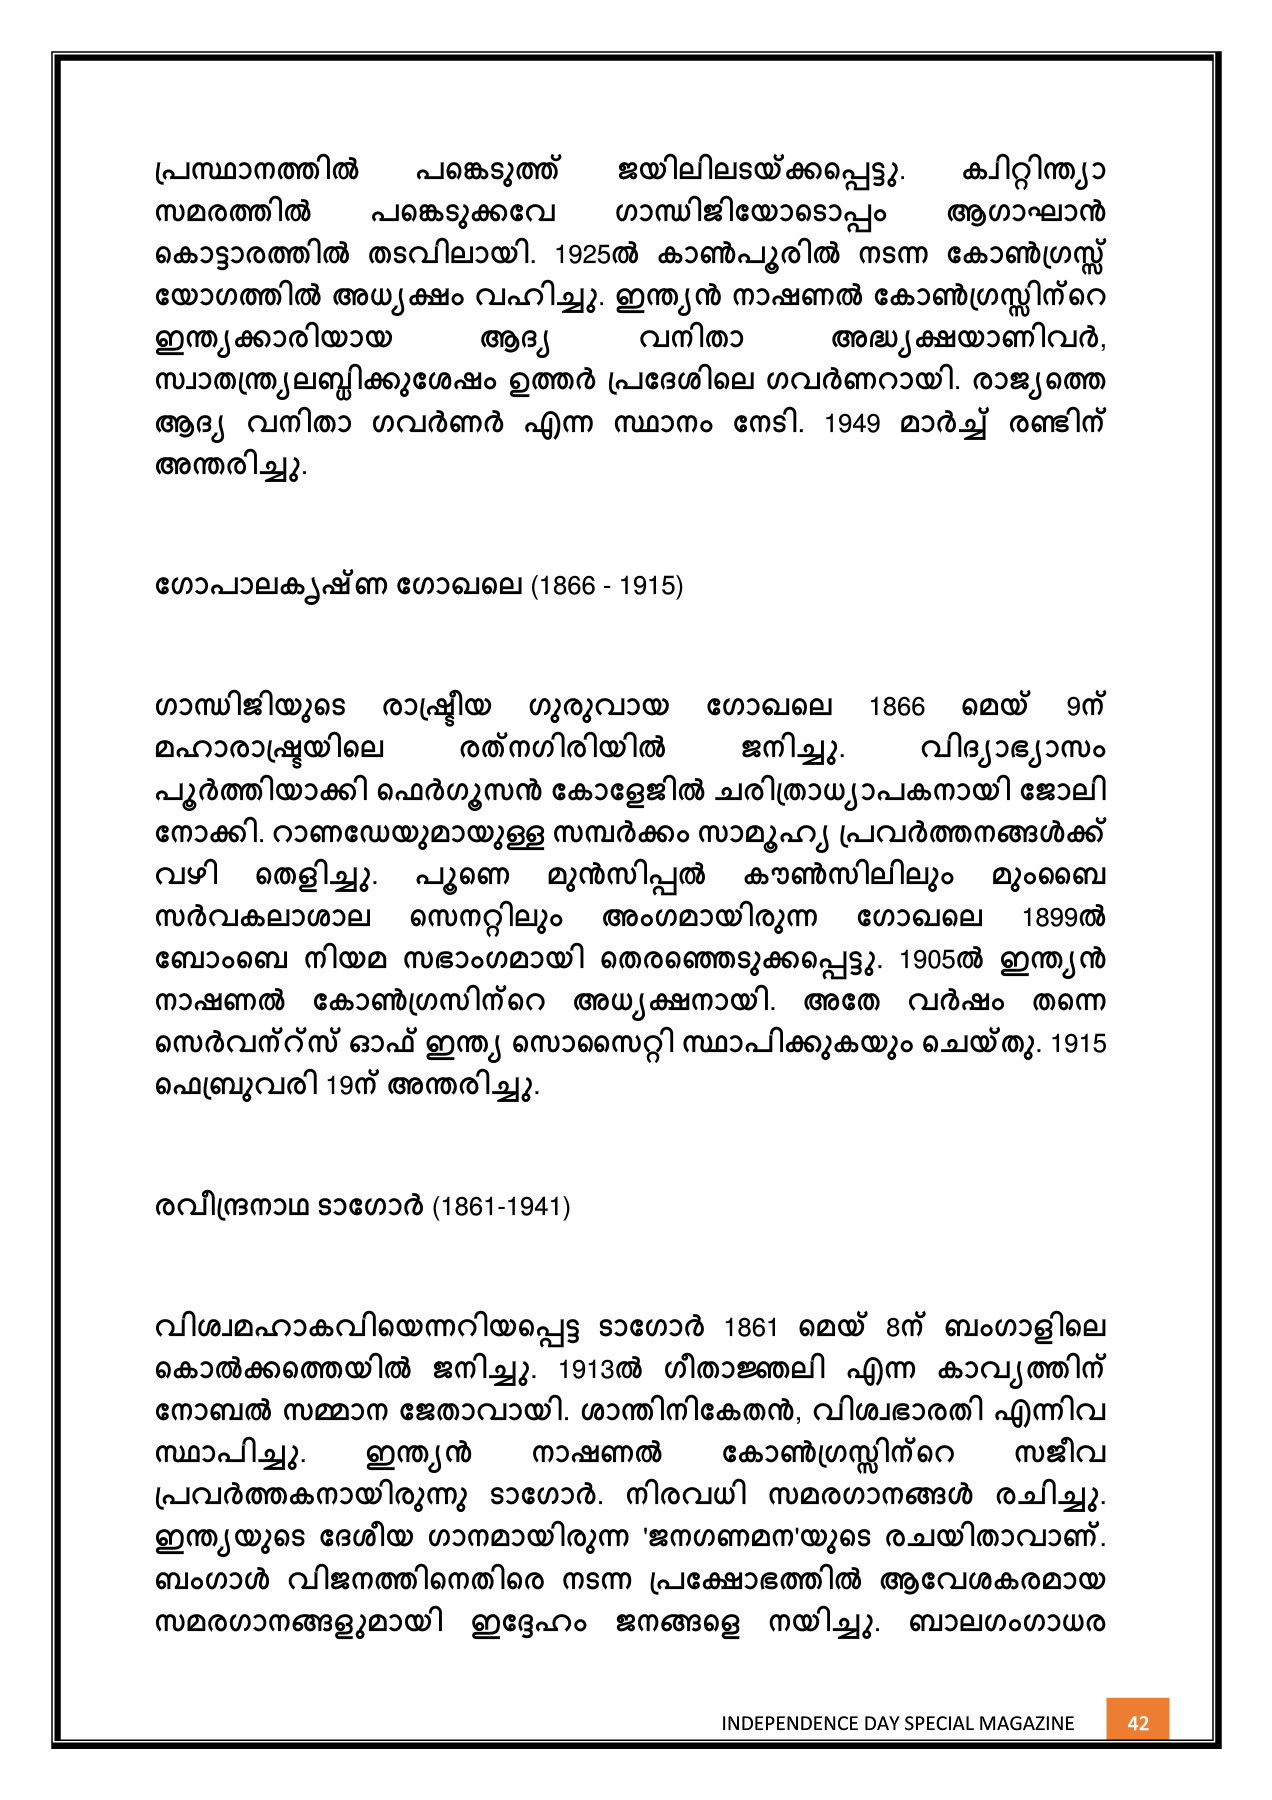 പ്രസ്ഥാനത്തിൽ പങ്കെടുത്ത് ജയിലിലടയ്ക്കപ്പെട്ടു. ക്വിറ്റിന്ത്യാ
സമരത്തിൽ പങ്കെടുക്കവേ ഗാന്ധിജിയോടൊപ്പം ആഗാഘാൻ
കൊട്ടാരത്തിൽ തടവിലായി. 1925ൽ കാൺപൂരിൽ നടന്ന കോൺഗ്രസ്സ്
യോഗത്തിൽ അധ്യക്ഷം വഹിച്ചു. ഇന്ത്യൻ നാഷണൽ കോൺഗ്രസ്സിന്റെ
ഇന്ത്യക്കാരിയായ ആദ്യ വനിതാ അദ്ധ്യക്ഷയാണിവർ,
സ്വാതന്ത്ര്യലബ്ധിക്കുശേഷം ഉത്തർ പ്രദേശിലെ ഗവർണറായി. രാജ്യത്തെ
ആദ്യ വനിതാ ഗവർണർ എന്ന സ്ഥാനം നേടി. 1949 മാർച്ച് രണ്ടിന്
അന്തരിച്ചു.
ഗോപാലകൃഷ്ണ ഗോഖലെ (1866 - 1915)
ഗാന്ധിജിയുടെ രാഷ്ട്രീയ ഗുരുവായ ഗോഖലെ 1866 മെയ് 9ന്
മഹാരാഷ്ട്രയിലെ രത്നഗിരിയിൽ ജനിച്ചു. വിദ്യാഭ്യാസം
പൂർത്തിയാക്കി ഫെർഗൂസൻ കോളേജിൽ ചരിത്രാധ്യാപകനായി ജോലി
നോക്കി. റാണഡേയുമായുള്ള സമ്പർക്കം സാമൂഹ്യ പ്രവർത്തനങ്ങൾക്ക്
വഴി തെളിച്ചു. പൂണെ മുൻസിപ്പൽ കൗൺസിലിലും മുംബൈ
സർവകലാശാല സെനറ്റിലും അംഗമായിരുന്ന ഗോഖലെ 1899ൽ
ബോംബെ നിയമ സഭാംഗമായി തെരഞ്ഞെടുക്കപ്പെട്ടു. 1905ൽ ഇന്ത്യൻ
നാഷണൽ കോൺഗ്രസിന്റെ അധ്യക്ഷനായി. അതേ വർഷം തന്നെ
സെർവന്റ്സ് ഓഫ് ഇന്ത്യ സൊസൈറ്റി സ്ഥാപിക്കുകയും ചെയ്തു. 1915
ഫെബ്രുവരി 19ന് അന്തരിച്ചു.
രവീന്ദ്രനാഥ ടാഗോർ (1861-1941)
വിശ്വമഹാകവിയെന്നറിയപ്പെട്ട ടാഗോർ 1861 മെയ് 8ന് ബംഗാളിലെ
കൊൽക്കത്തെയിൽ ജനിച്ചു. 1913ൽ ഗീതാജ്ഞലി എന്ന കാവ്യത്തിന്
നോബൽ സമ്മാന ജേതാവായി. ശാന്തിനികേതൻ, വിശ്വഭാരതി എന്നിവ
സ്ഥാപിച്ചു. ഇന്ത്യൻ നാഷണൽ കോൺഗ്രസ്സിന്റെ സജീവ
പ്രവർത്തകനായിരുന്നു ടാഗോർ. നിരവധി സമരഗാനങ്ങൾ രചിച്ചു.
ഇന്ത്യയുടെ ദേശീയ ഗാനമായിരുന്ന 'ജനഗണമന'യുടെ രചയിതാവാണ്.
ബംഗാൾ വിജനത്തിനെതിരെ നടന്ന പ്രക്ഷോഭത്തിൽ ആവേശകരമായ
സമരഗാനങ്ങളുമായി ഇദ്ദേഹം ജനങ്ങളെ നയിച്ചു. ബാലഗംഗാധര
INDEPENDENCE DAY SPECIAL MAGAZINE 42